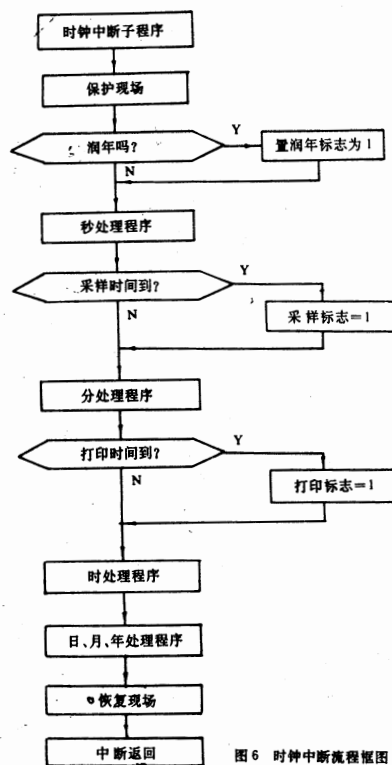 时钟中断子程序
保护现场
润年吗?
Y
置润年标志为1
N
秒处理程序
采样时间到?
Y
N
采样标志=1
分处理程序
打印时间到?
Y
N
打印标志=1
时处理程序
日、月、年处理程序
恢复现场
中断返回
图6 时钟中断流程框图